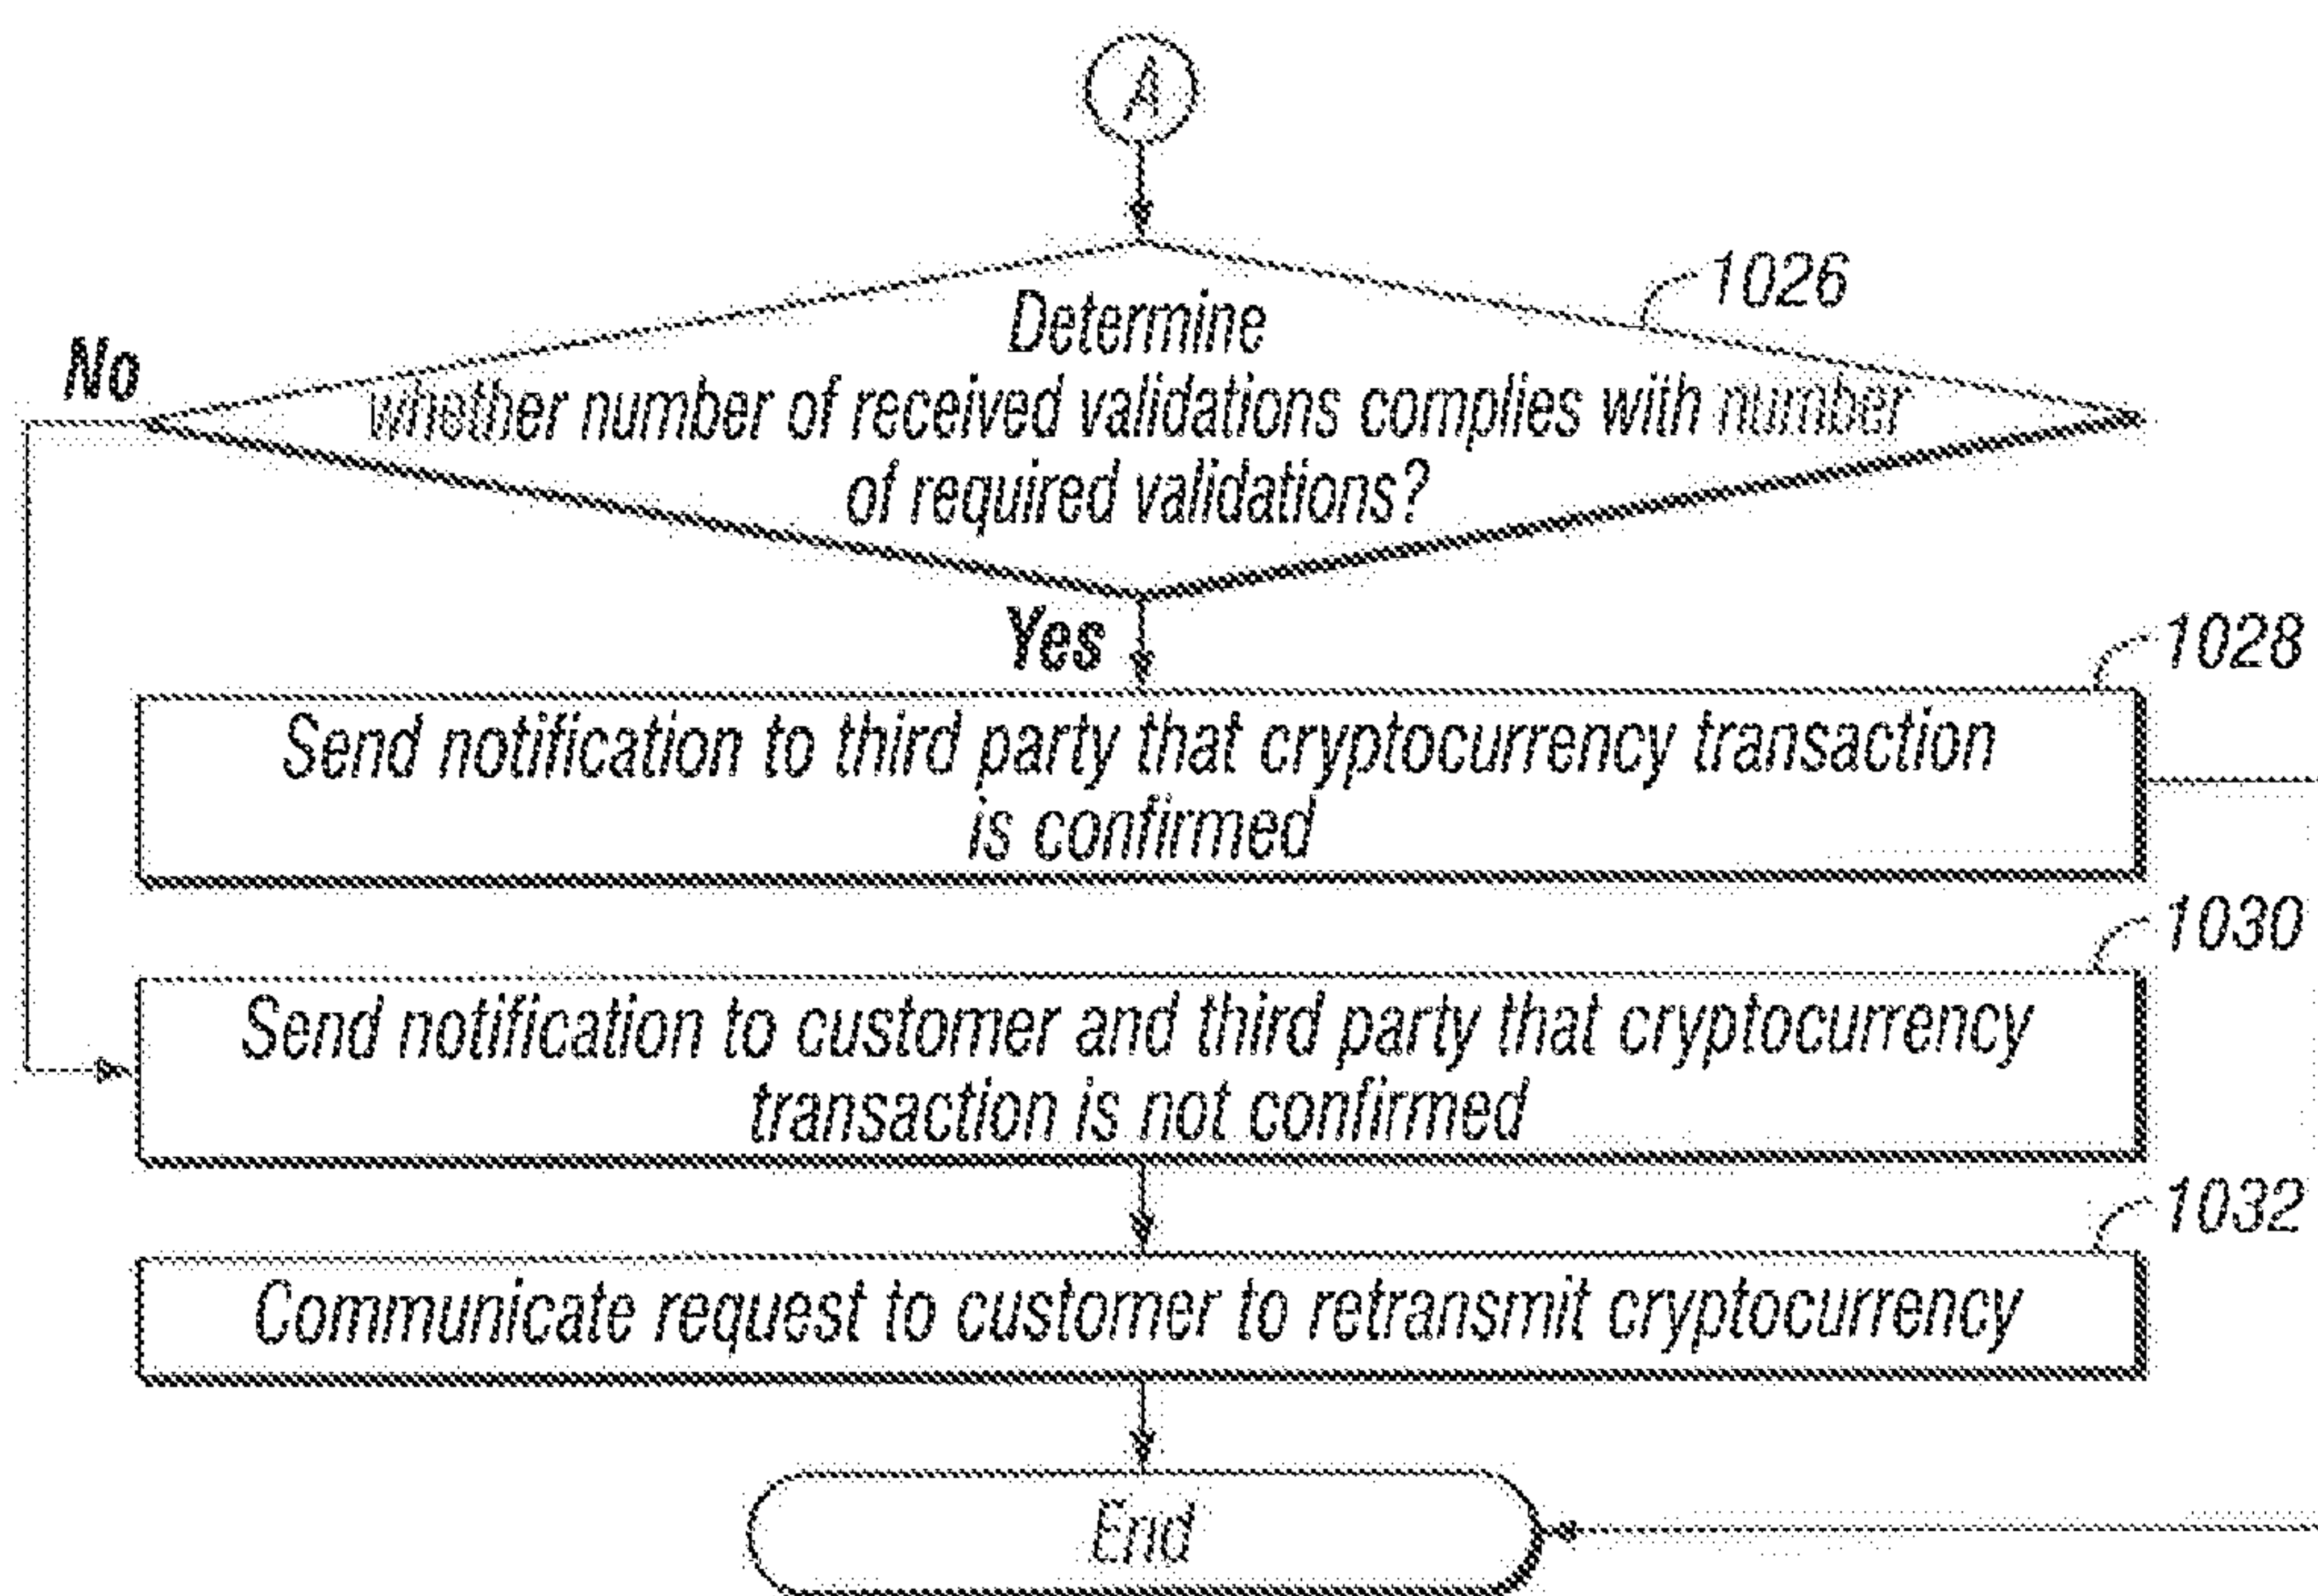 A
1026
Determine
No
whether number of received validations complies with number
of required validations?
Yes
1028
Send notification to third party that cryptocurrency transaction
is confirmed
1030
Send notification to customer and third party that cryptocurrency
transaction is not confirmed
1032
Communicate request to customer to retransmit cryptocurrency
End